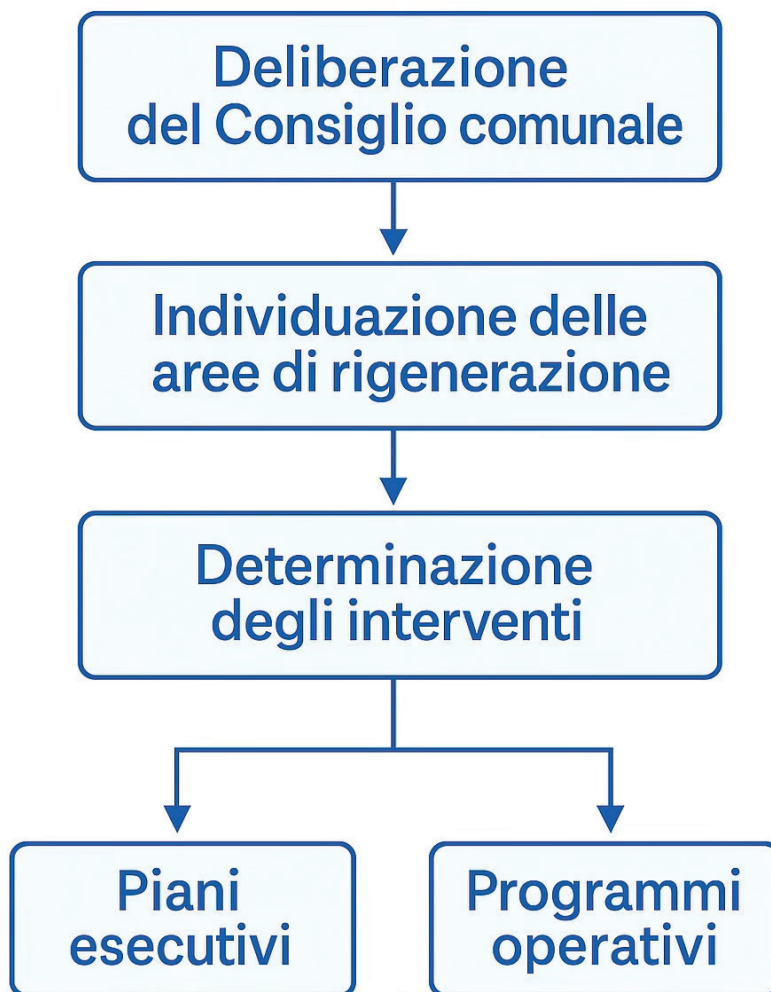 Deliberazione
del Consiglio comunale
Individuazione delle
aree di rigenerazione
Determinazione
degli interventi
Piani
esecutivi
Programmi
operativi